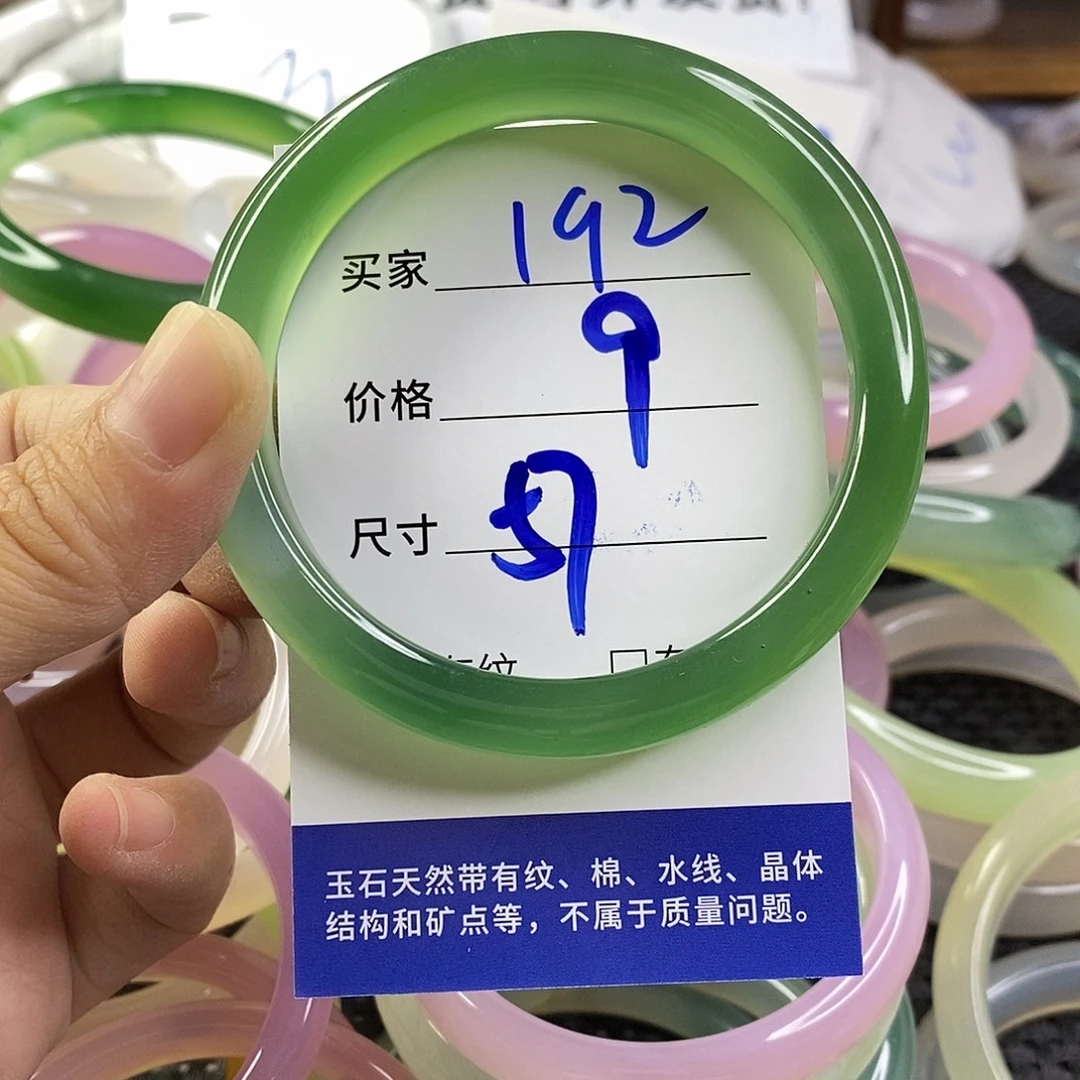 买家 192
价格 9
尺寸 57
纹
玉石天然带有纹、棉、水线、晶体
结构和矿点等，不属于质量问题。